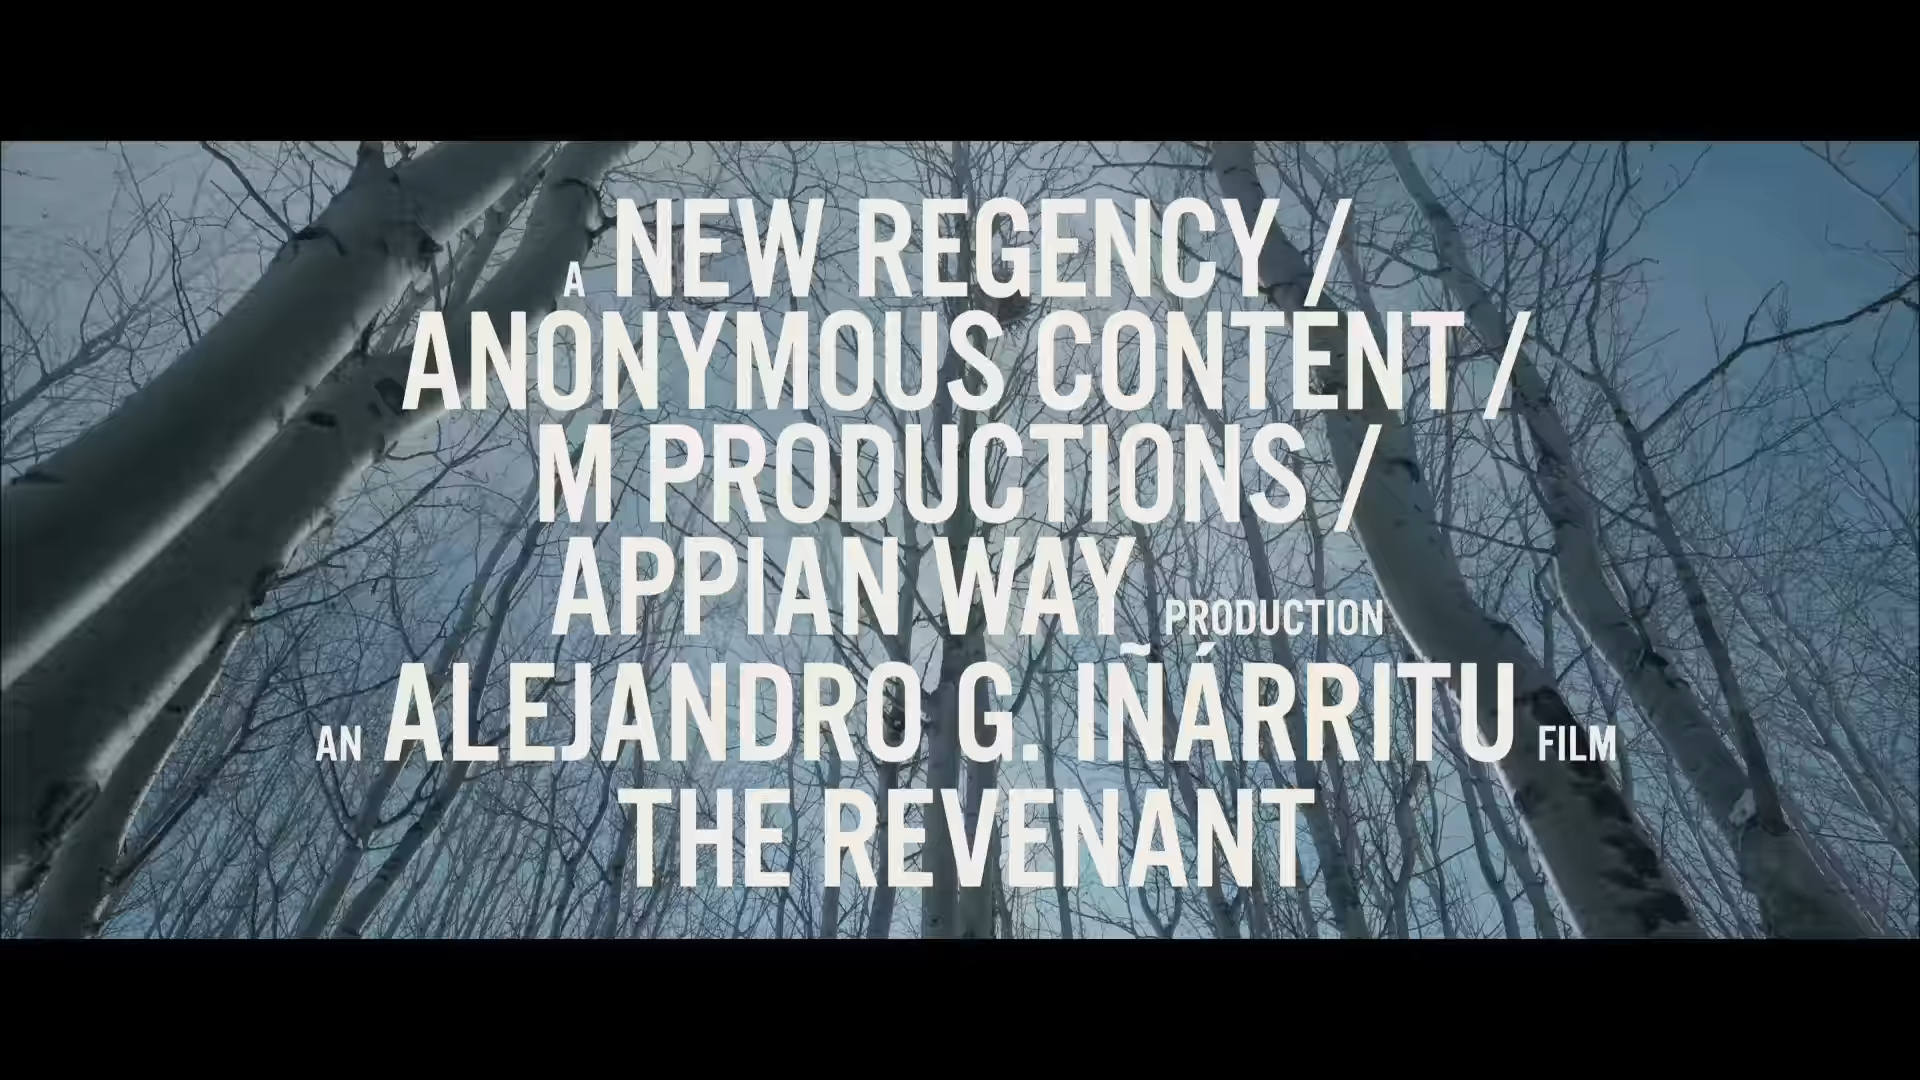 A NEW REGENCY /
ANONYMOUS CONTENT /
M PRODUCTIONS /
APPIAN WAY PRODUCTION
AN ALEJANDRO G. IÑÁRRITU FILM
THE REVENANT